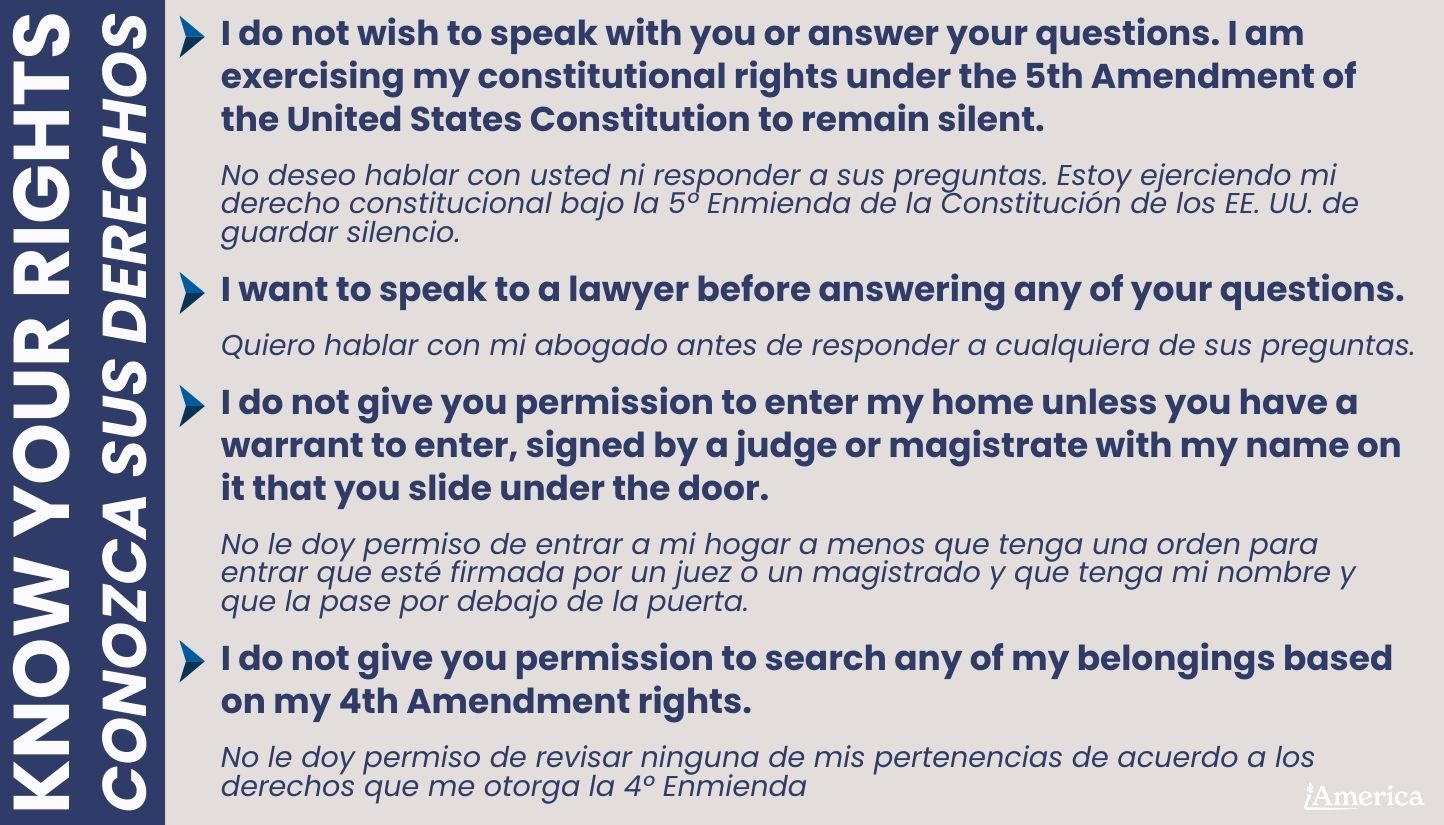 KNOW YOUR RIGHTS
CONOZCA SUS DERECHOS
I do not wish to speak with you or answer your questions. I am
exercising my constitutional rights under the 5th Amendment of
the United States Constitution to remain silent.
No deseo hablar con usted ni responder a sus preguntas. Estoy ejerciendo mi
derecho constitucional bajo la 5º Enmienda de la Constitución de los EE. UU. de
guardar silencio.
I want to speak to a lawyer before answering any of your questions.
Quiero hablar con mi abogado antes de responder a cualquiera de sus preguntas.
I do not give you permission to enter my home unless you have a
warrant to enter, signed by a judge or magistrate with my name on
it that you slide under the door.
No le doy permiso de entrar a mi hogar a menos que tenga una orden para
entrar que esté firmada por un juez o un magistrado y que tenga mi nombre y
que la pase por debajo de la puerta.
I do not give you permission to search any of my belongings based
on my 4th Amendment rights.
No le doy permiso de revisar ninguna de mis pertenencias de acuerdo a los
derechos que me otorga la 4º Enmienda
iAmerica